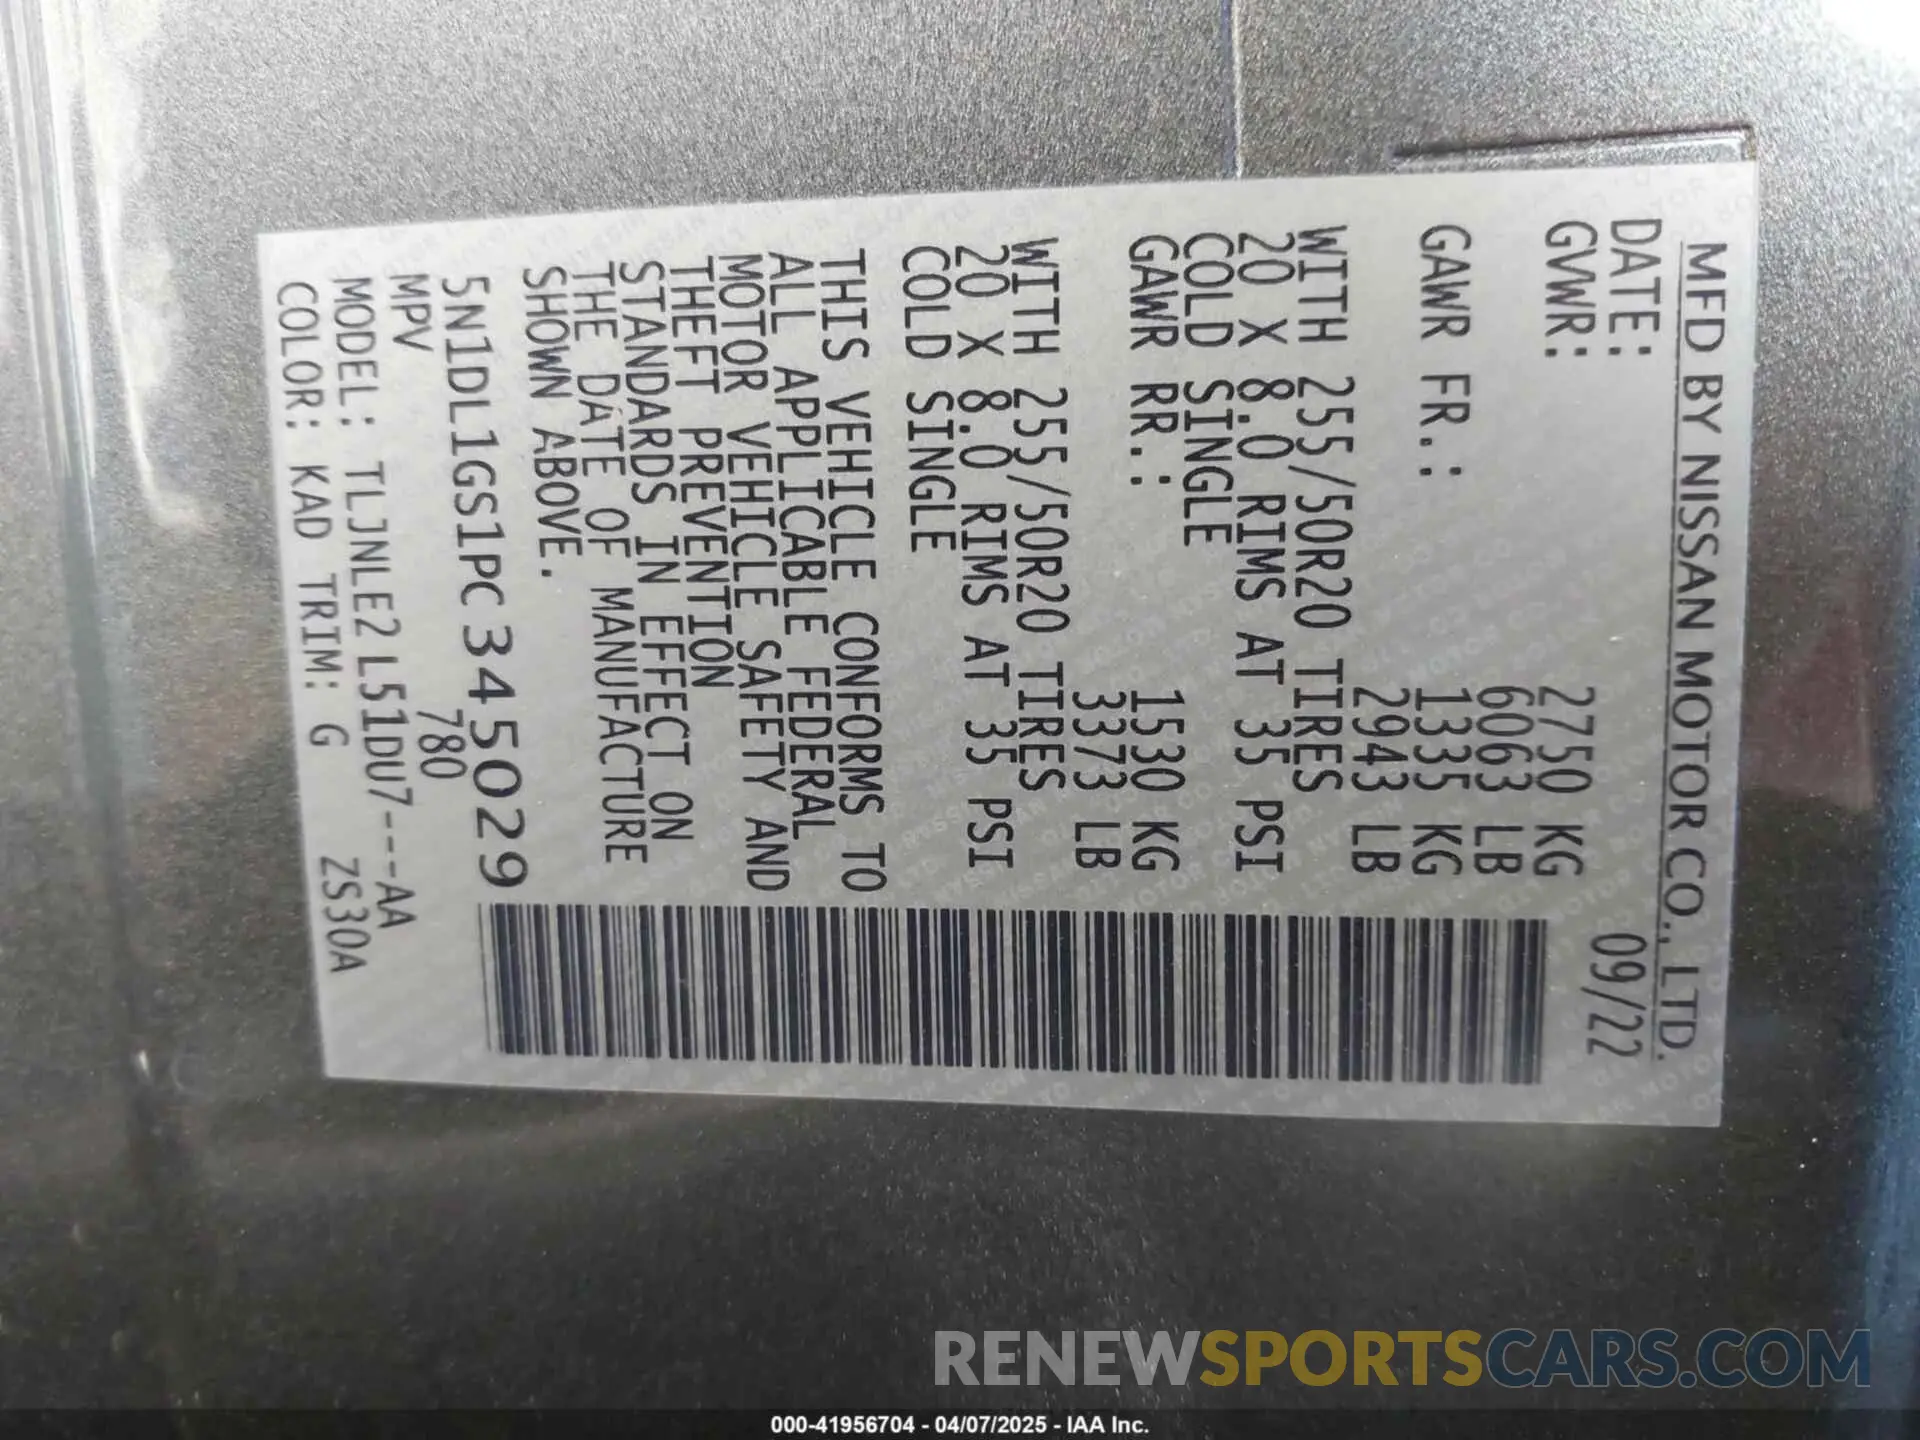 MFD BY NISSAN MOTOR CO., LTD.
DATE: 09/22
GVWR: 2750 KG
6063 LB
GAWR FR.: 1335 KG
2943 LB
WITH 255/50R20 TIRES
20 X 8.0 RIMS AT 35 PSI
COLD SINGLE
GAWR RR.: 1530 KG
3373 LB
WITH 255/50R20 TIRES
20 X 8.0 RIMS AT 35 PSI
COLD SINGLE
THIS VEHICLE CONFORMS TO
ALL APPLICABLE FEDERAL
MOTOR VEHICLE SAFETY AND
THEFT PREVENTION
STANDARDS IN EFFECT ON
THE DATE OF MANUFACTURE
SHOWN ABOVE.
5N1DL1GS1PC345029
MPV 780
MODEL: TLJNLE2 L51DU7---AA
COLOR: KAD TRIM: G ZS30A
RENEWSPORTSCARS.COM
000-41956704 - 04/07/2025 - IAA Inc.